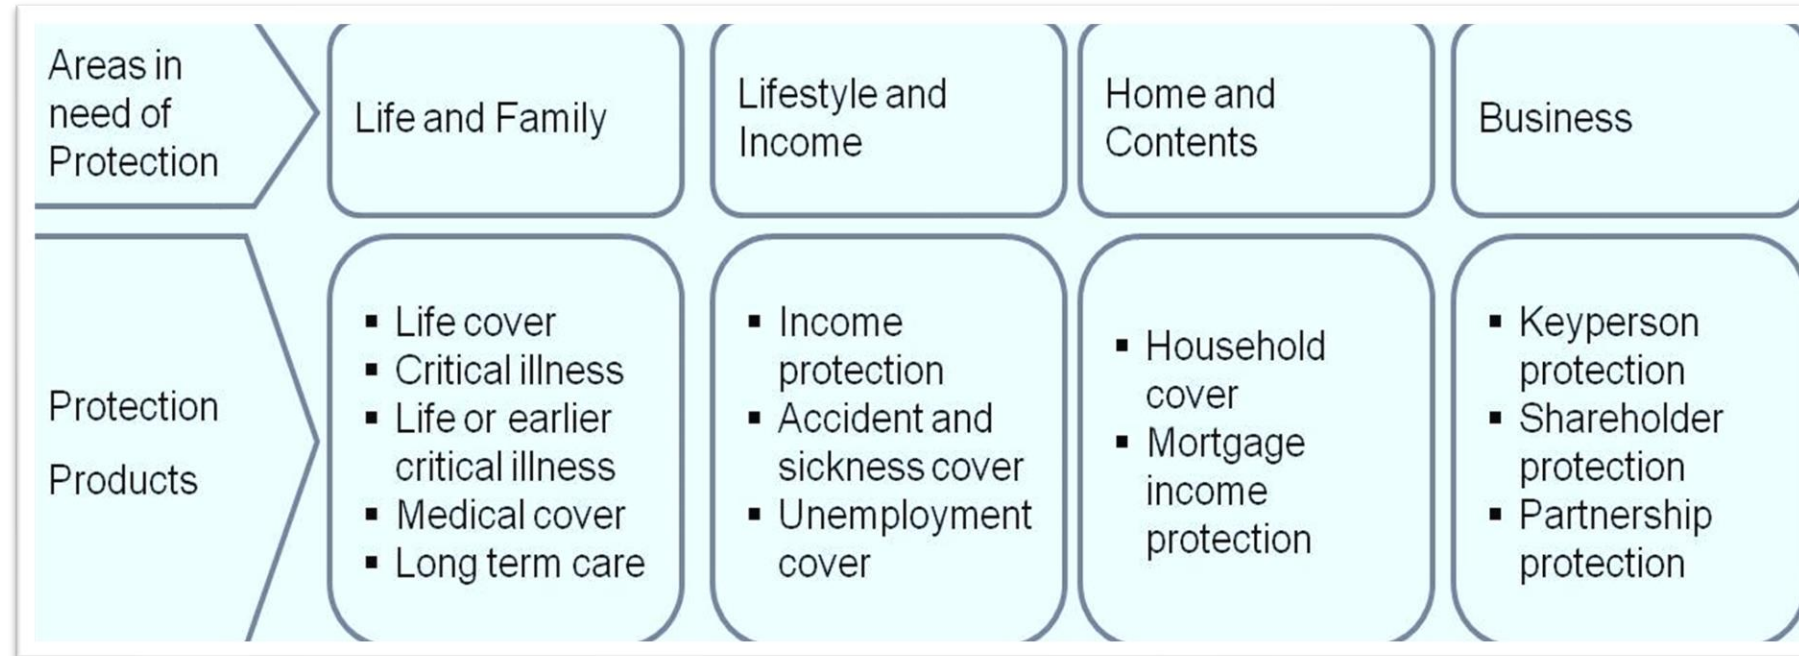 Areas in
need of
Protection
Life and Family
Lifestyle and
Income
Home and
Contents
Business
Protection
Products
▪ Life cover
▪ Critical illness
▪ Life or earlier
critical illness
▪ Medical cover
▪ Long term care
▪ Income
protection
▪ Accident and
sickness cover
▪ Unemployment
cover
▪ Household
cover
▪ Mortgage
income
protection
▪ Keyperson
protection
▪ Shareholder
protection
▪ Partnership
protection